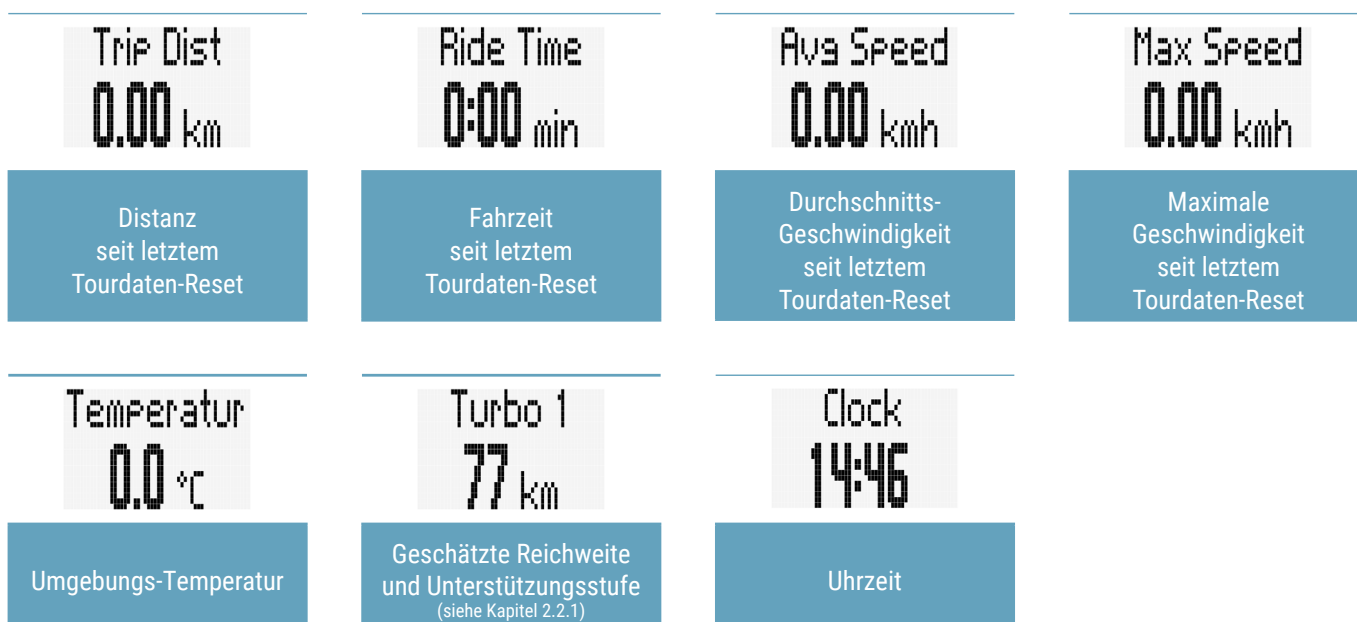 Trip Dist
0.00 km
Distanz
seit letztem
Tourdaten-Reset
Ride Time
0:00 min
Fahrzeit
seit letztem
Tourdaten-Reset
Avg Speed
0.00 kmh
Durchschnitts-
Geschwindigkeit
seit letztem
Tourdaten-Reset
Max Speed
0.00 kmh
Maximale
Geschwindigkeit
seit letztem
Tourdaten-Reset
Temperatur
0.0 °C
Umgebungs-Temperatur
Turbo 1
77 km
Geschätzte Reichweite
und Unterstützungsstufe
(siehe Kapitel 2.2.1)
Clock
14:46
Uhrzeit